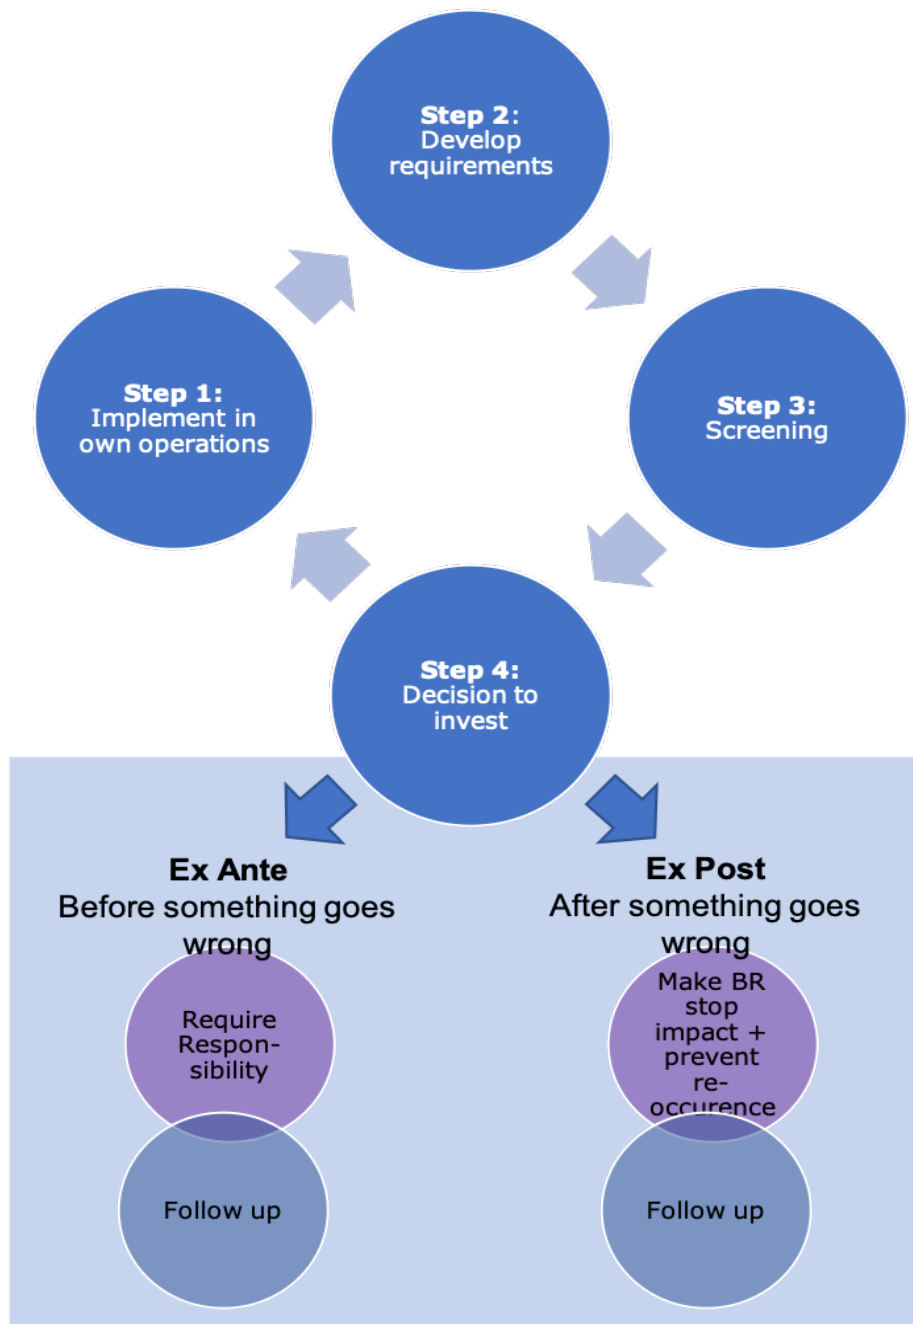 Step 2:
Develop
requirements
Step 1:
Implement in
own operations
Step 3:
Screening
Step 4:
Decision to
invest
Ex Ante
Before something goes
wrong
Require
Respon-
sibility
Follow up
Ex Post
After something goes
wrong
Make BR
stop
impact +
prevent
re-
occurence
Follow up